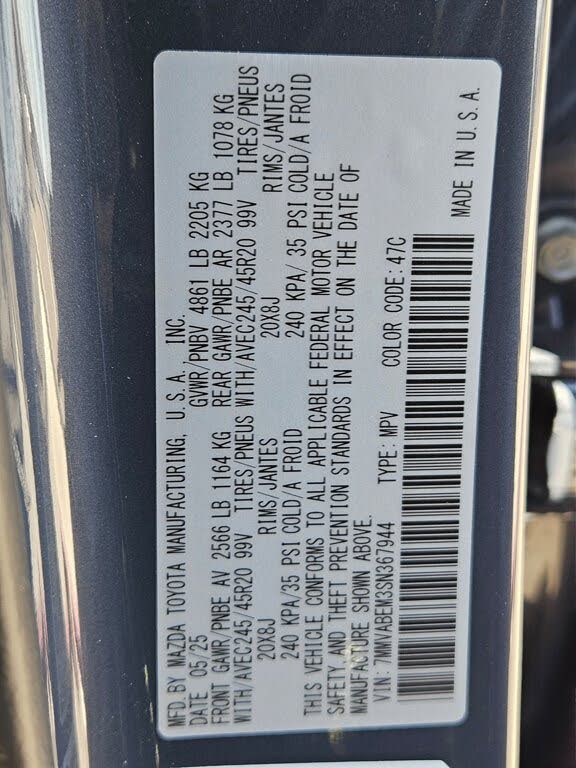 MFD.BY MAZDA TOYOTA MANUFACTURING, U.S.A. INC.
DATE 05/25 GVWR/PNBV 4861 LB 2205 KG
FRONT GAWR/PNBE AV 2566 LB 1164 KG REAR GAWR/PNBE AR 2377 LB 1078 KG
WITH/AVEC245/45R20 99V TIRES/PNEUS WITH/AVEC245/45R20 99V TIRES/PNEUS
20X8J RIMS/JANTES 20X8J RIMS/JANTES
240 KPA/35 PSI COLD/A FROID 240 KPA/ 35 PSI COLD/A FROID
THIS VEHICLE CONFORMS TO ALL APPLICABLE FEDERAL MOTOR VEHICLE
SAFETY AND THEFT PREVENTION STANDARDS IN EFFECT ON THE DATE OF
MANUFACTURE SHOWN ABOVE.
VIN: 7MMVABEM3SN367944 TYPE: MPV COLOR CODE: 47C
MADE IN U.S.A.